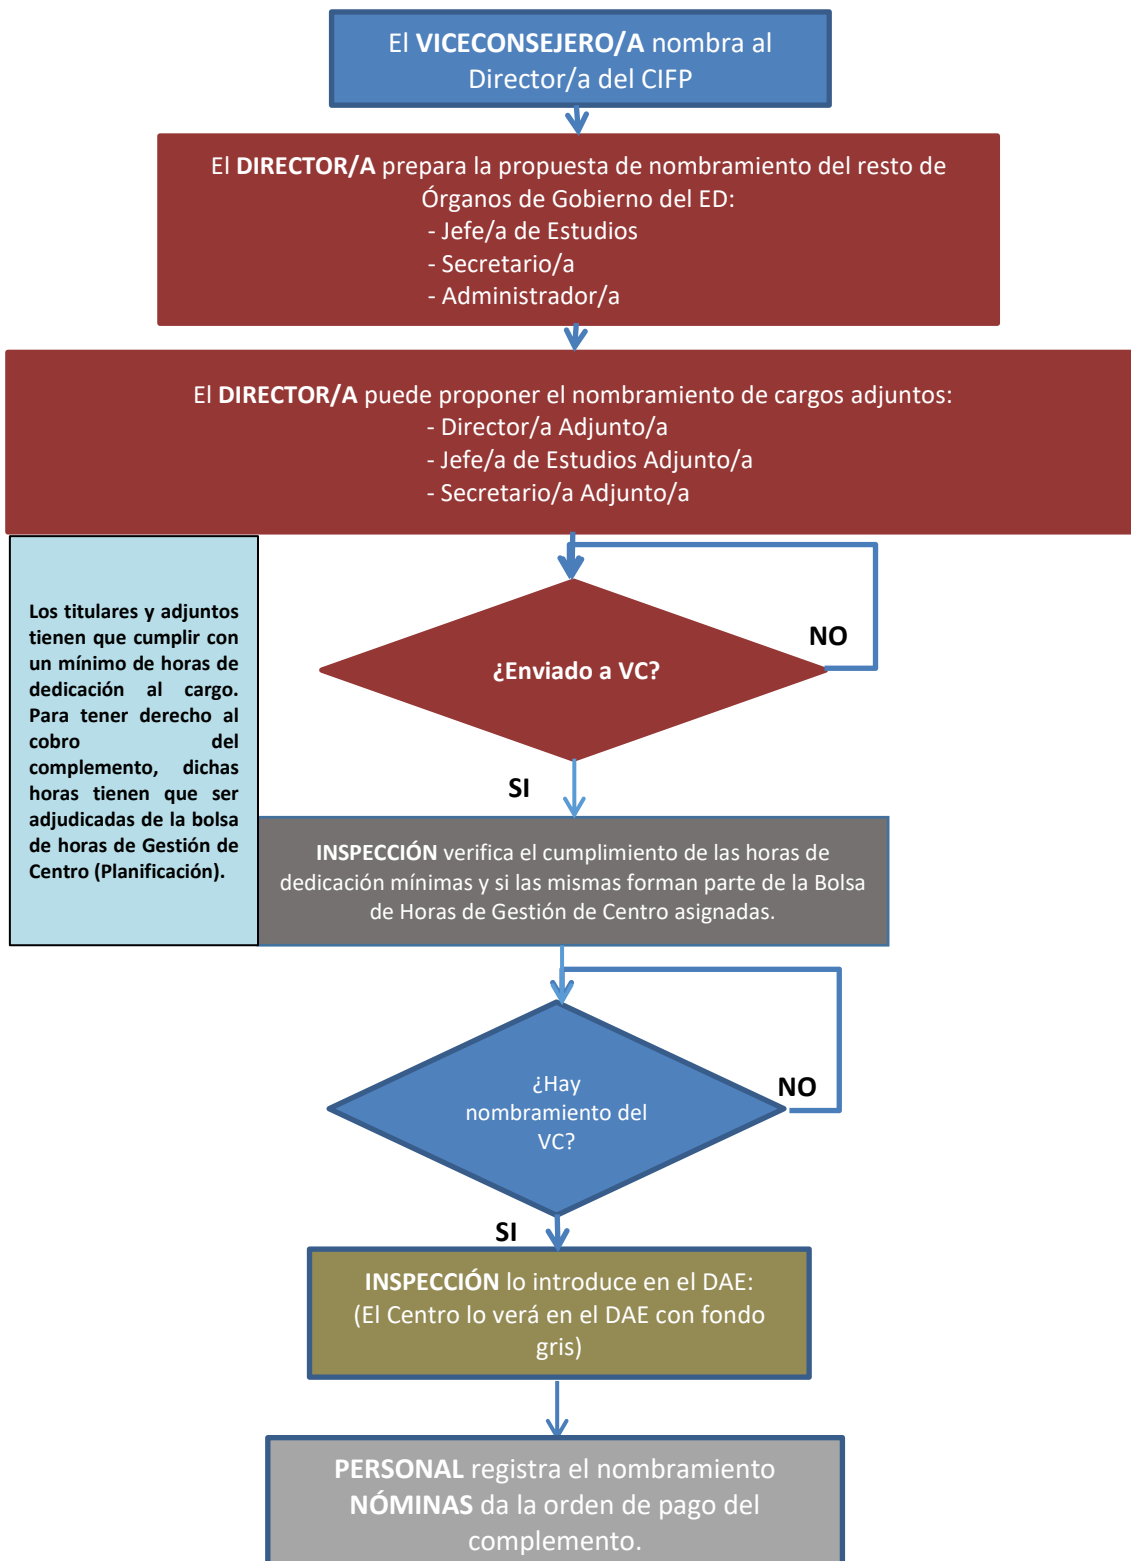 El VICECONSEJERO/A nombra al
Director/a del CIFP
El DIRECTOR/A prepara la propuesta de nombramiento del resto de
Órganos de Gobierno del ED:
- Jefe/a de Estudios
- Secretario/a
- Administrador/a
El DIRECTOR/A puede proponer el nombramiento de cargos adjuntos:
- Director/a Adjunto/a
- Jefe/a de Estudios Adjunto/a
- Secretario/a Adjunto/a
Los titulares y adjuntos
tienen que cumplir con
un mínimo de horas de
dedicación al cargo.
Para tener derecho al
cobro del
complemento, dichas
horas tienen que ser
adjudicadas de la bolsa
de horas de Gestión de
Centro (Planificación).
¿Enviado a VC?
NO
SI
INSPECCIÓN verifica el cumplimiento de las horas de
dedicación mínimas y si las mismas forman parte de la Bolsa
de Horas de Gestión de Centro asignadas.
¿Hay
nombramiento del
VC?
NO
SI
INSPECCIÓN lo introduce en el DAE:
(El Centro lo verá en el DAE con fondo
gris)
PERSONAL registra el nombramiento
NÓMINAS da la orden de pago del
complemento.